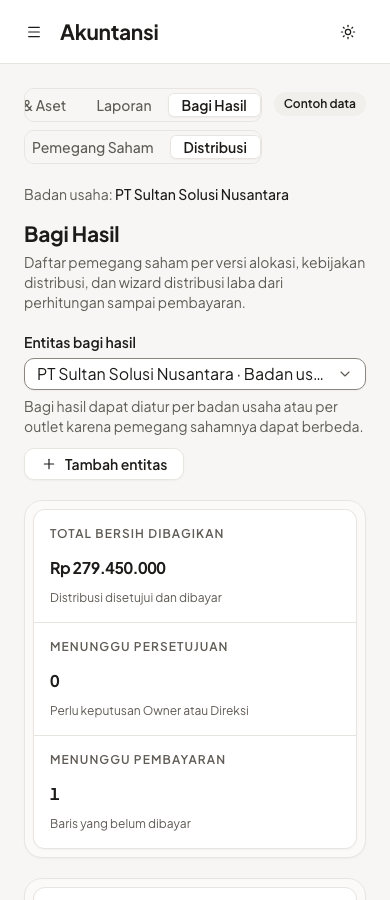 Akuntansi
& Aset
Laporan
Bagi Hasil
Contoh data
Pemegang Saham
Distribusi
Badan usaha: PT Sultan Solusi Nusantara
Bagi Hasil
Daftar pemegang saham per versi alokasi, kebijakan
distribusi, dan wizard distribusi laba dari
perhitungan sampai pembayaran.
Entitas bagi hasil
PT Sultan Solusi Nusantara · Badan us...
Bagi hasil dapat diatur per badan usaha atau per
outlet karena pemegang sahamnya dapat berbeda.
Tambah entitas
TOTAL BERSIH DIBAGIKAN
Rp 279.450.000
Distribusi disetujui dan dibayar
MENUNGGU PERSETUJUAN
0
Perlu keputusan Owner atau Direksi
MENUNGGU PEMBAYARAN
1
Baris yang belum dibayar